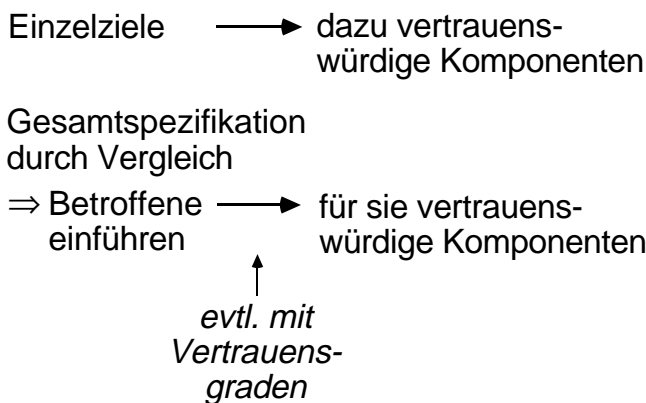 Einzelziele → dazu vertrauens-
würdige Komponenten
Gesamtspezifikation
durch Vergleich
⇒ Betroffene → für sie vertrauens-
einführen würdige Komponenten
evtl. mit
Vertrauens-
graden